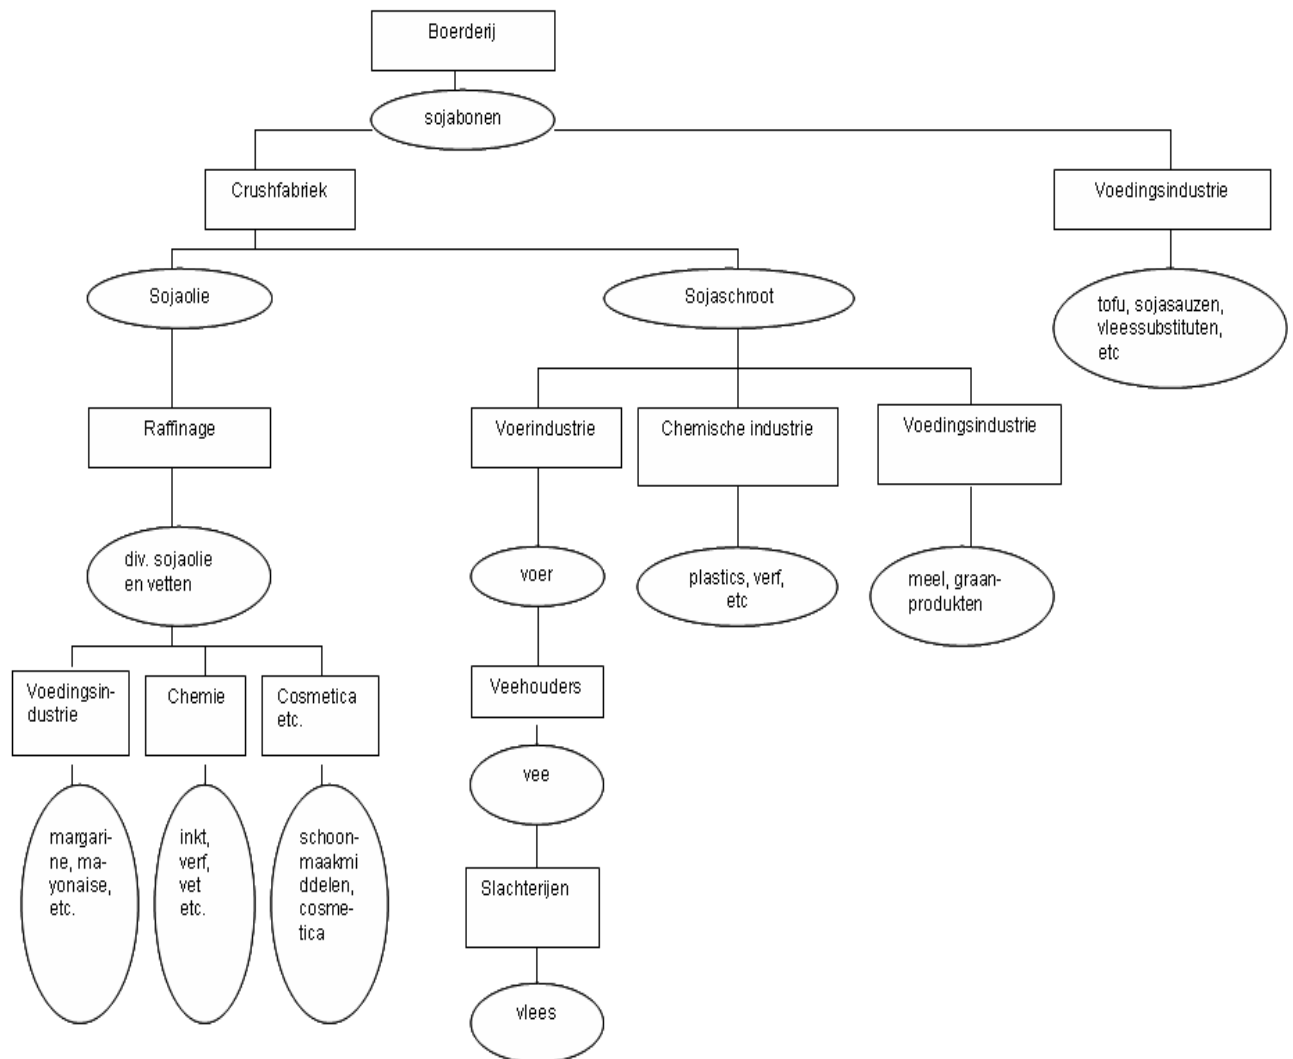 Boerderij
sojabonen
Crushfabriek
Voedingsindustrie
Sojaolie
Sojaschroot
tofu, sojasauzen,
vleessubstituten,
etc
Raffinage
Voerindustrie
Chemische industrie
Voedingsindustrie
div. sojaolie
en vetten
voer
plastics, verf,
etc
meel, graan-
produkten
Voedingsin-
dustrie
Chemie
Cosmetica
etc.
Veehouders
vee
margari-
ne, ma-
yonaise,
etc.
inkt,
verf,
vet
etc.
schoon-
maakmi
ddelen,
cosme-
tica
Slachterijen
vlees